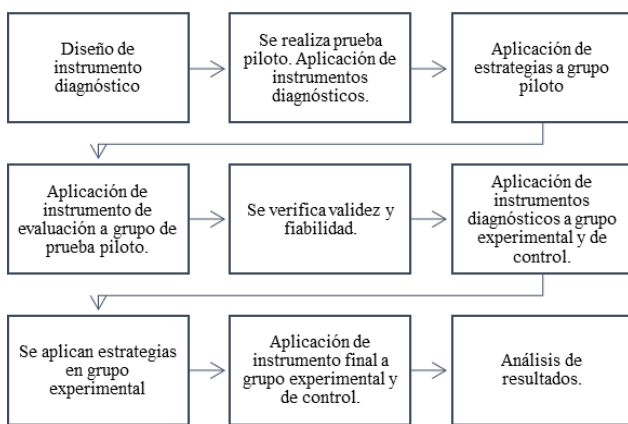 Diseño de
instrumento
diagnóstico
Se realiza prueba
piloto. Aplicación de
instrumentos
diagnósticos.
Aplicación de
estrategias a grupo
piloto
Aplicación de
instrumento de
evaluación a grupo de
prueba piloto.
Se verifica validez y
fiabilidad.
Aplicación de
instrumentos
diagnósticos a grupo
experimental y de
control.
Se aplican estrategias
en grupo
experimental
Aplicación de
instrumento final a
grupo experimental y
de control.
Análisis de
resultados.